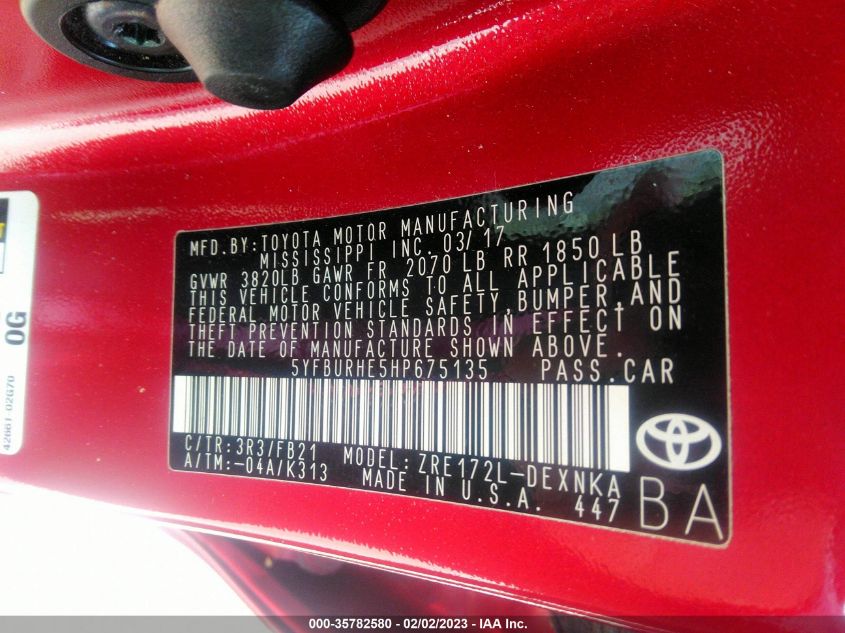 MFD.BY:TOYOTA MOTOR MANUFACTURING
MISSISSIPPI INC. 03/17
GVWR 3820LB GAWR FR 2070 LB RR 1850 LB
THIS VEHICLE CONFORMS TO ALL APPLICABLE
FEDERAL MOTOR VEHICLE SAFETY,BUMPER,AND
THEFT PREVENTION STANDARDS IN EFFECT ON
THE DATE OF MANUFACTURE SHOWN ABOVE.
5YFBURHE5HP675135 PASS.CAR
C/TR:3R3/FB21 MODEL:ZRE172L-DEXNKA
A/TM:-04A/K313 MADE IN U.S.A. 447
BA
0G
42661-02G70
000-35782580 - 02/02/2023 - IAA Inc.